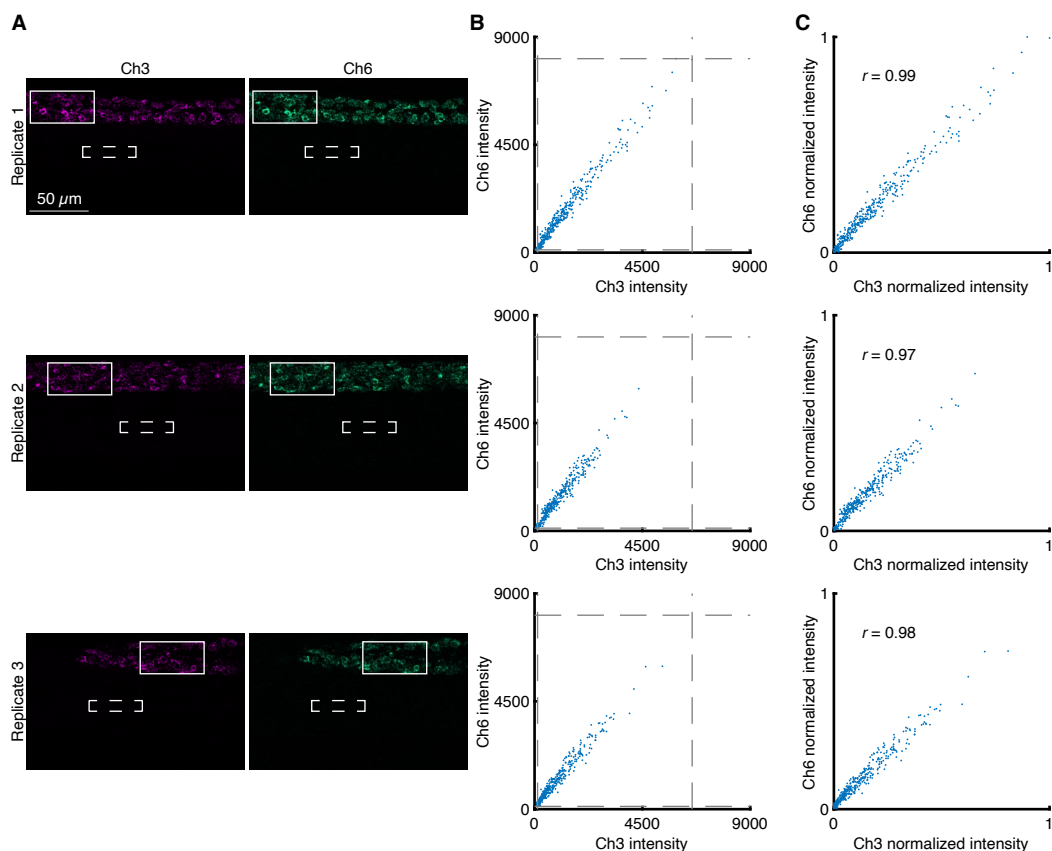 A
B
C
Ch3
Ch6
Replicate 1
50 µm
Ch6 intensity
9000
4500
0
0
4500
9000
Ch3 intensity
Ch6 normalized intensity
1
0
r = 0.99
0
1
Ch3 normalized intensity
Replicate 2
Ch6 intensity
9000
4500
0
0
4500
9000
Ch3 intensity
Ch6 normalized intensity
1
0
r = 0.97
0
1
Ch3 normalized intensity
Replicate 3
Ch6 intensity
9000
4500
0
0
4500
9000
Ch3 intensity
Ch6 normalized intensity
1
0
r = 0.98
0
1
Ch3 normalized intensity